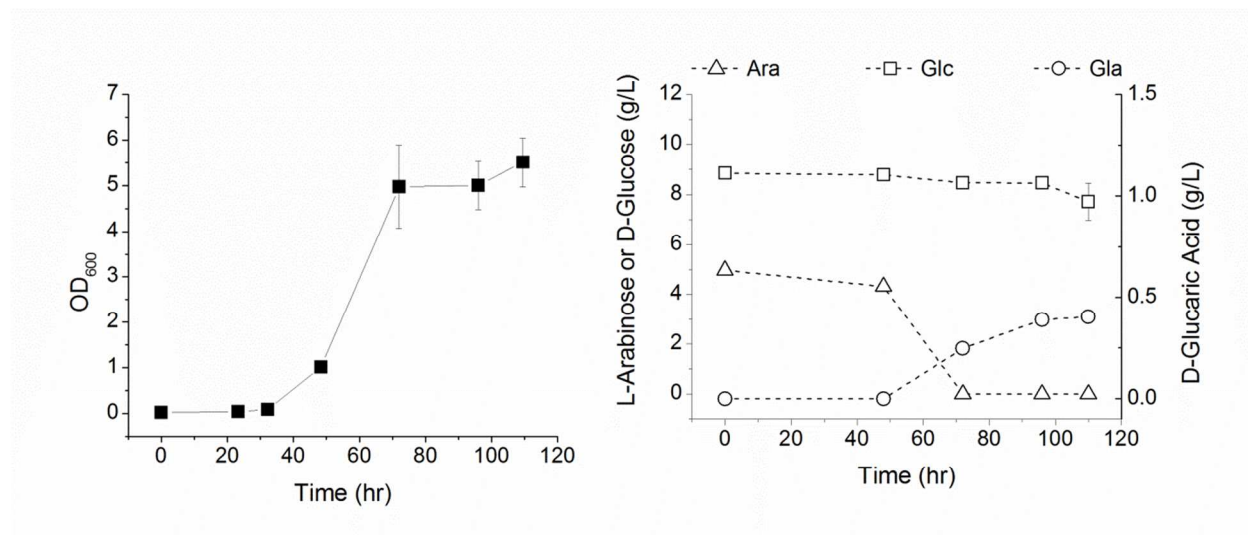 Ara Glc Gla
7
6
5
4
3
2
1
0
OD600
0 20 40 60 80 100 120
Time (hr)
12
10
8
6
4
2
0
L-Arabinose or D-Glucose (g/L)
1.5
1.0
0.5
0.0
D-Glucaric Acid (g/L)
0 20 40 60 80 100 120
Time (hr)